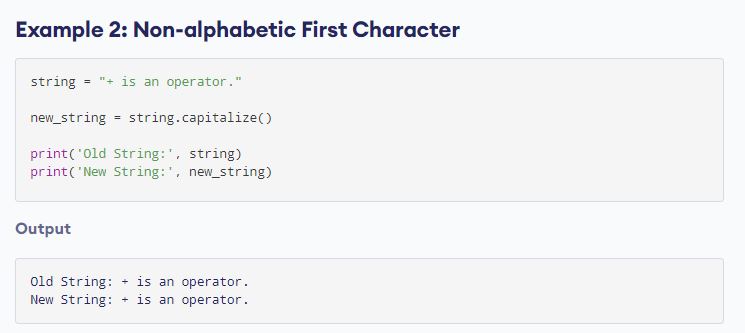 Example 2: Non-alphabetic First Character
string = "+ is an operator."
new_string = string.capitalize()
print('Old String:', string)
print('New String:', new_string)
Output
Old String: + is an operator.
New String: + is an operator.